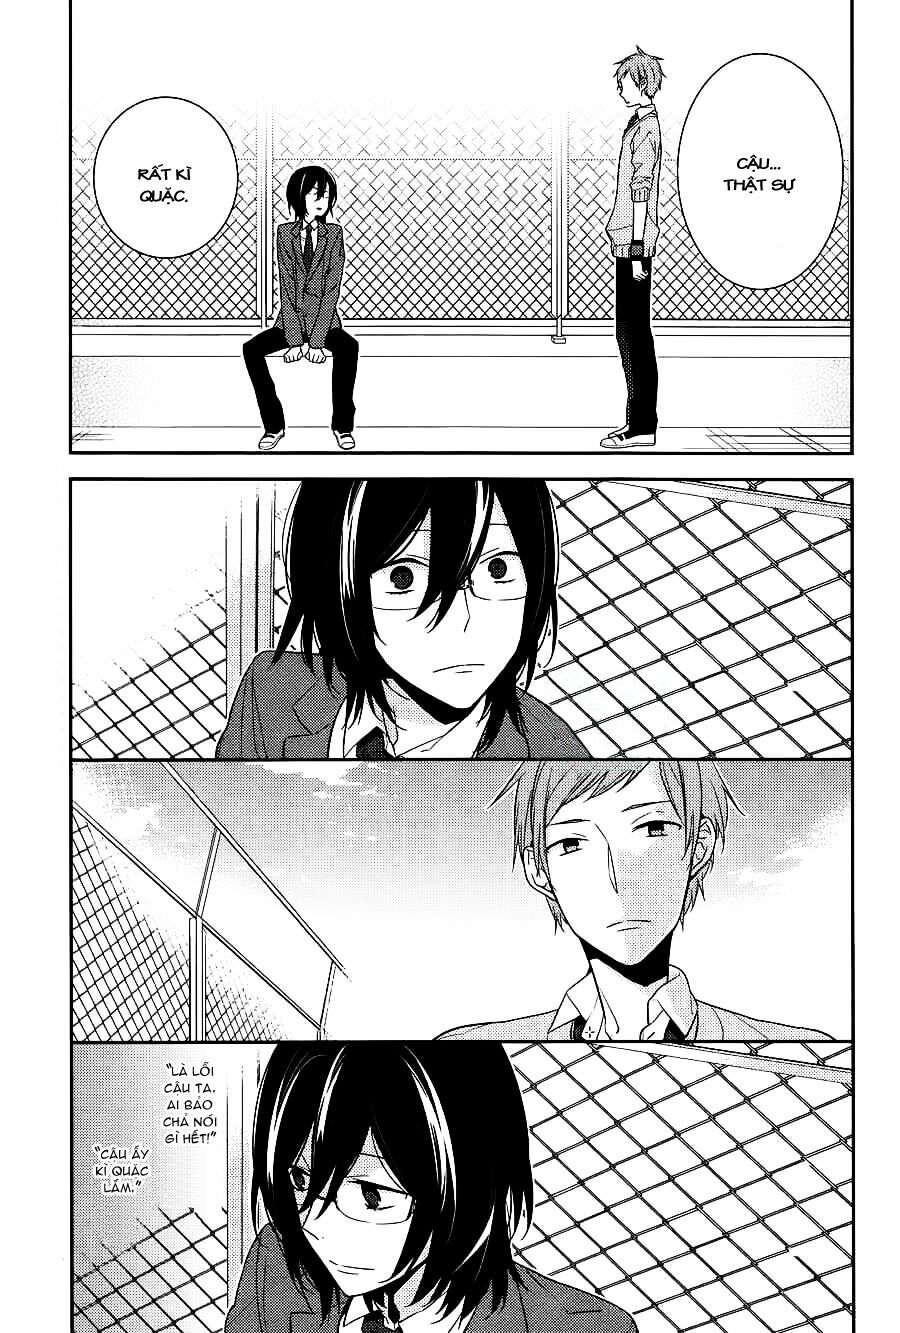 CẬU...
THẬT SỰ
RẤT KÌ
QUẶC.
"LÀ LỖI
CẬU TA.
AI BẢO
CHẢ NÓI
GÌ HẾT!"
"CẬU ẤY
KÌ QUẶC
LẮM."